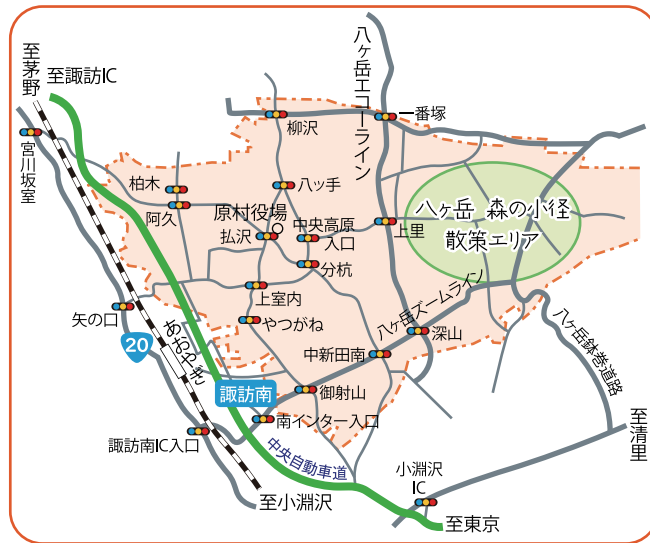 至茅野
至諏訪IC
宮川坂室
柳沢
八ヶ岳エコーライン
一番塚
柏木
阿久
八ッ手
原村役場
払沢
中央高原
入口
上里
八ヶ岳 森の小径
散策エリア
分杭
上室内
やつがね
矢の口
20
あおやぎ
八ヶ岳ズームライン
深山
中新田南
八ヶ岳鉢巻道路
諏訪南
御射山
南インター入口
諏訪南IC入口
中央自動車道
至小淵沢
小淵沢
IC
至東京
至清里